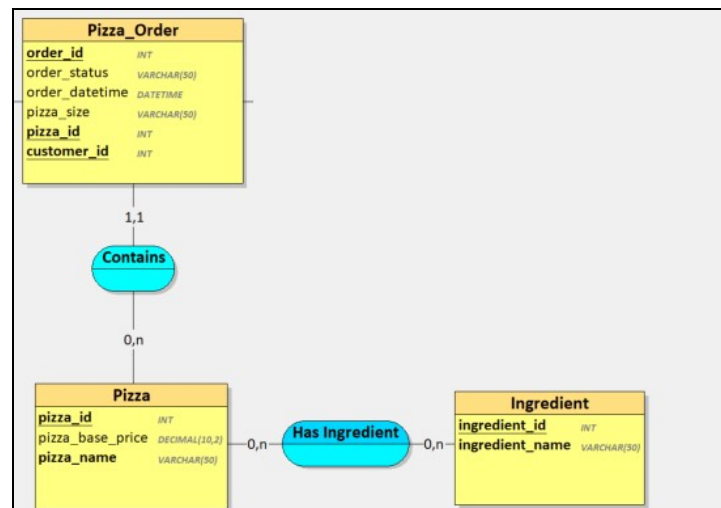 Pizza_Order
order_id INT
order_status VARCHAR(50)
order_datetime DATETIME
pizza_size VARCHAR(50)
pizza_id INT
customer_id INT
1,1
Contains
0,n
Pizza
pizza_id INT
pizza_base_price DECIMAL(10,2)
pizza_name VARCHAR(50)
0,n
Has Ingredient
0,n
Ingredient
ingredient_id INT
ingredient_name VARCHAR(50)